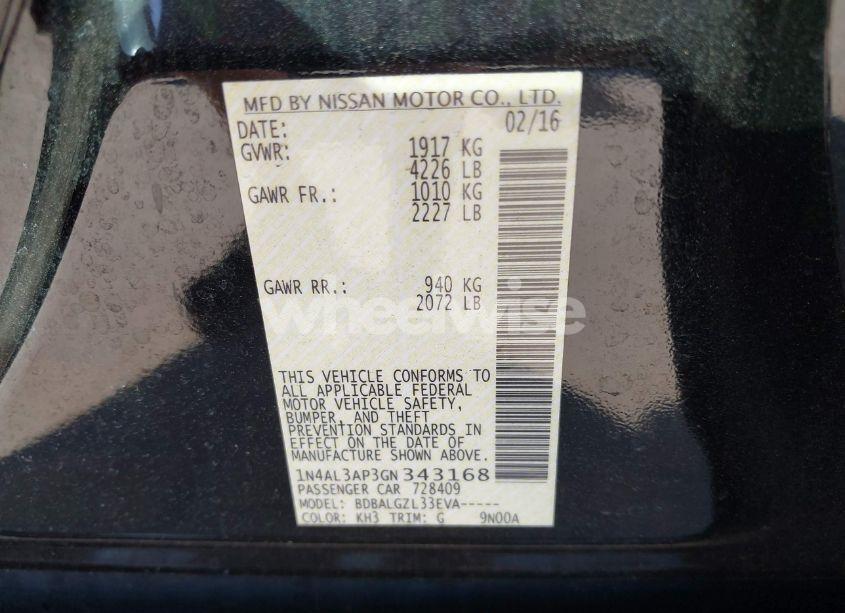 MFD BY NISSAN MOTOR CO., LTD.
DATE: 02/16
GVWR: 1917 KG
4226 LB
GAWR FR.: 1010 KG
2227 LB
GAWR RR.: 940 KG
2072 LB
wheelwise
THIS VEHICLE CONFORMS TO
ALL APPLICABLE FEDERAL
MOTOR VEHICLE SAFETY,
BUMPER, AND THEFT
PREVENTION STANDARDS IN
EFFECT ON THE DATE OF
MANUFACTURE SHOWN ABOVE.
1N4AL3AP3GN343168
PASSENGER CAR 728409
MODEL: BDBALGZL33EVA-----
COLOR: KH3 TRIM: G 9N00A